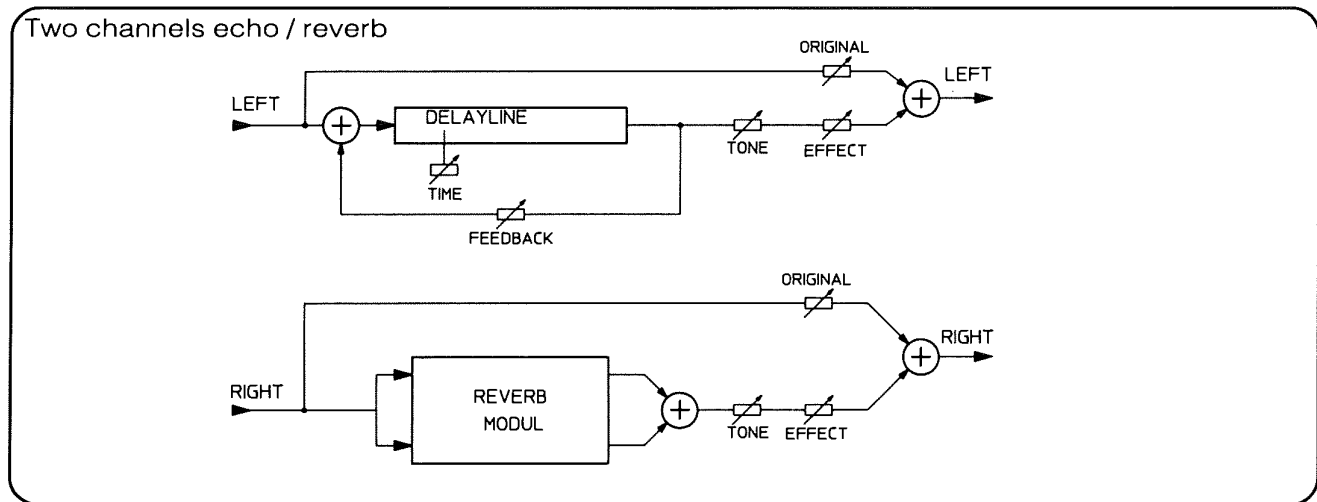 Two channels echo / reverb
ORIGINAL
LEFT
LEFT
DELAYLINE
TONE
EFFECT
TIME
FEEDBACK
ORIGINAL
RIGHT
RIGHT
REVERB
MODUL
TONE
EFFECT